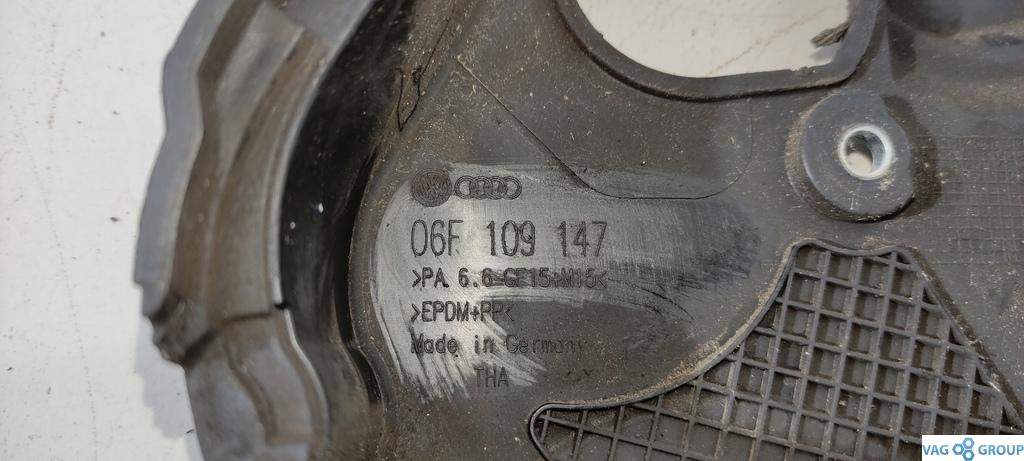 06F 109 147
>PA 6.6-GF15+M15<
>EPDM+PP<
Made in Germany
THA
VAG GROUP